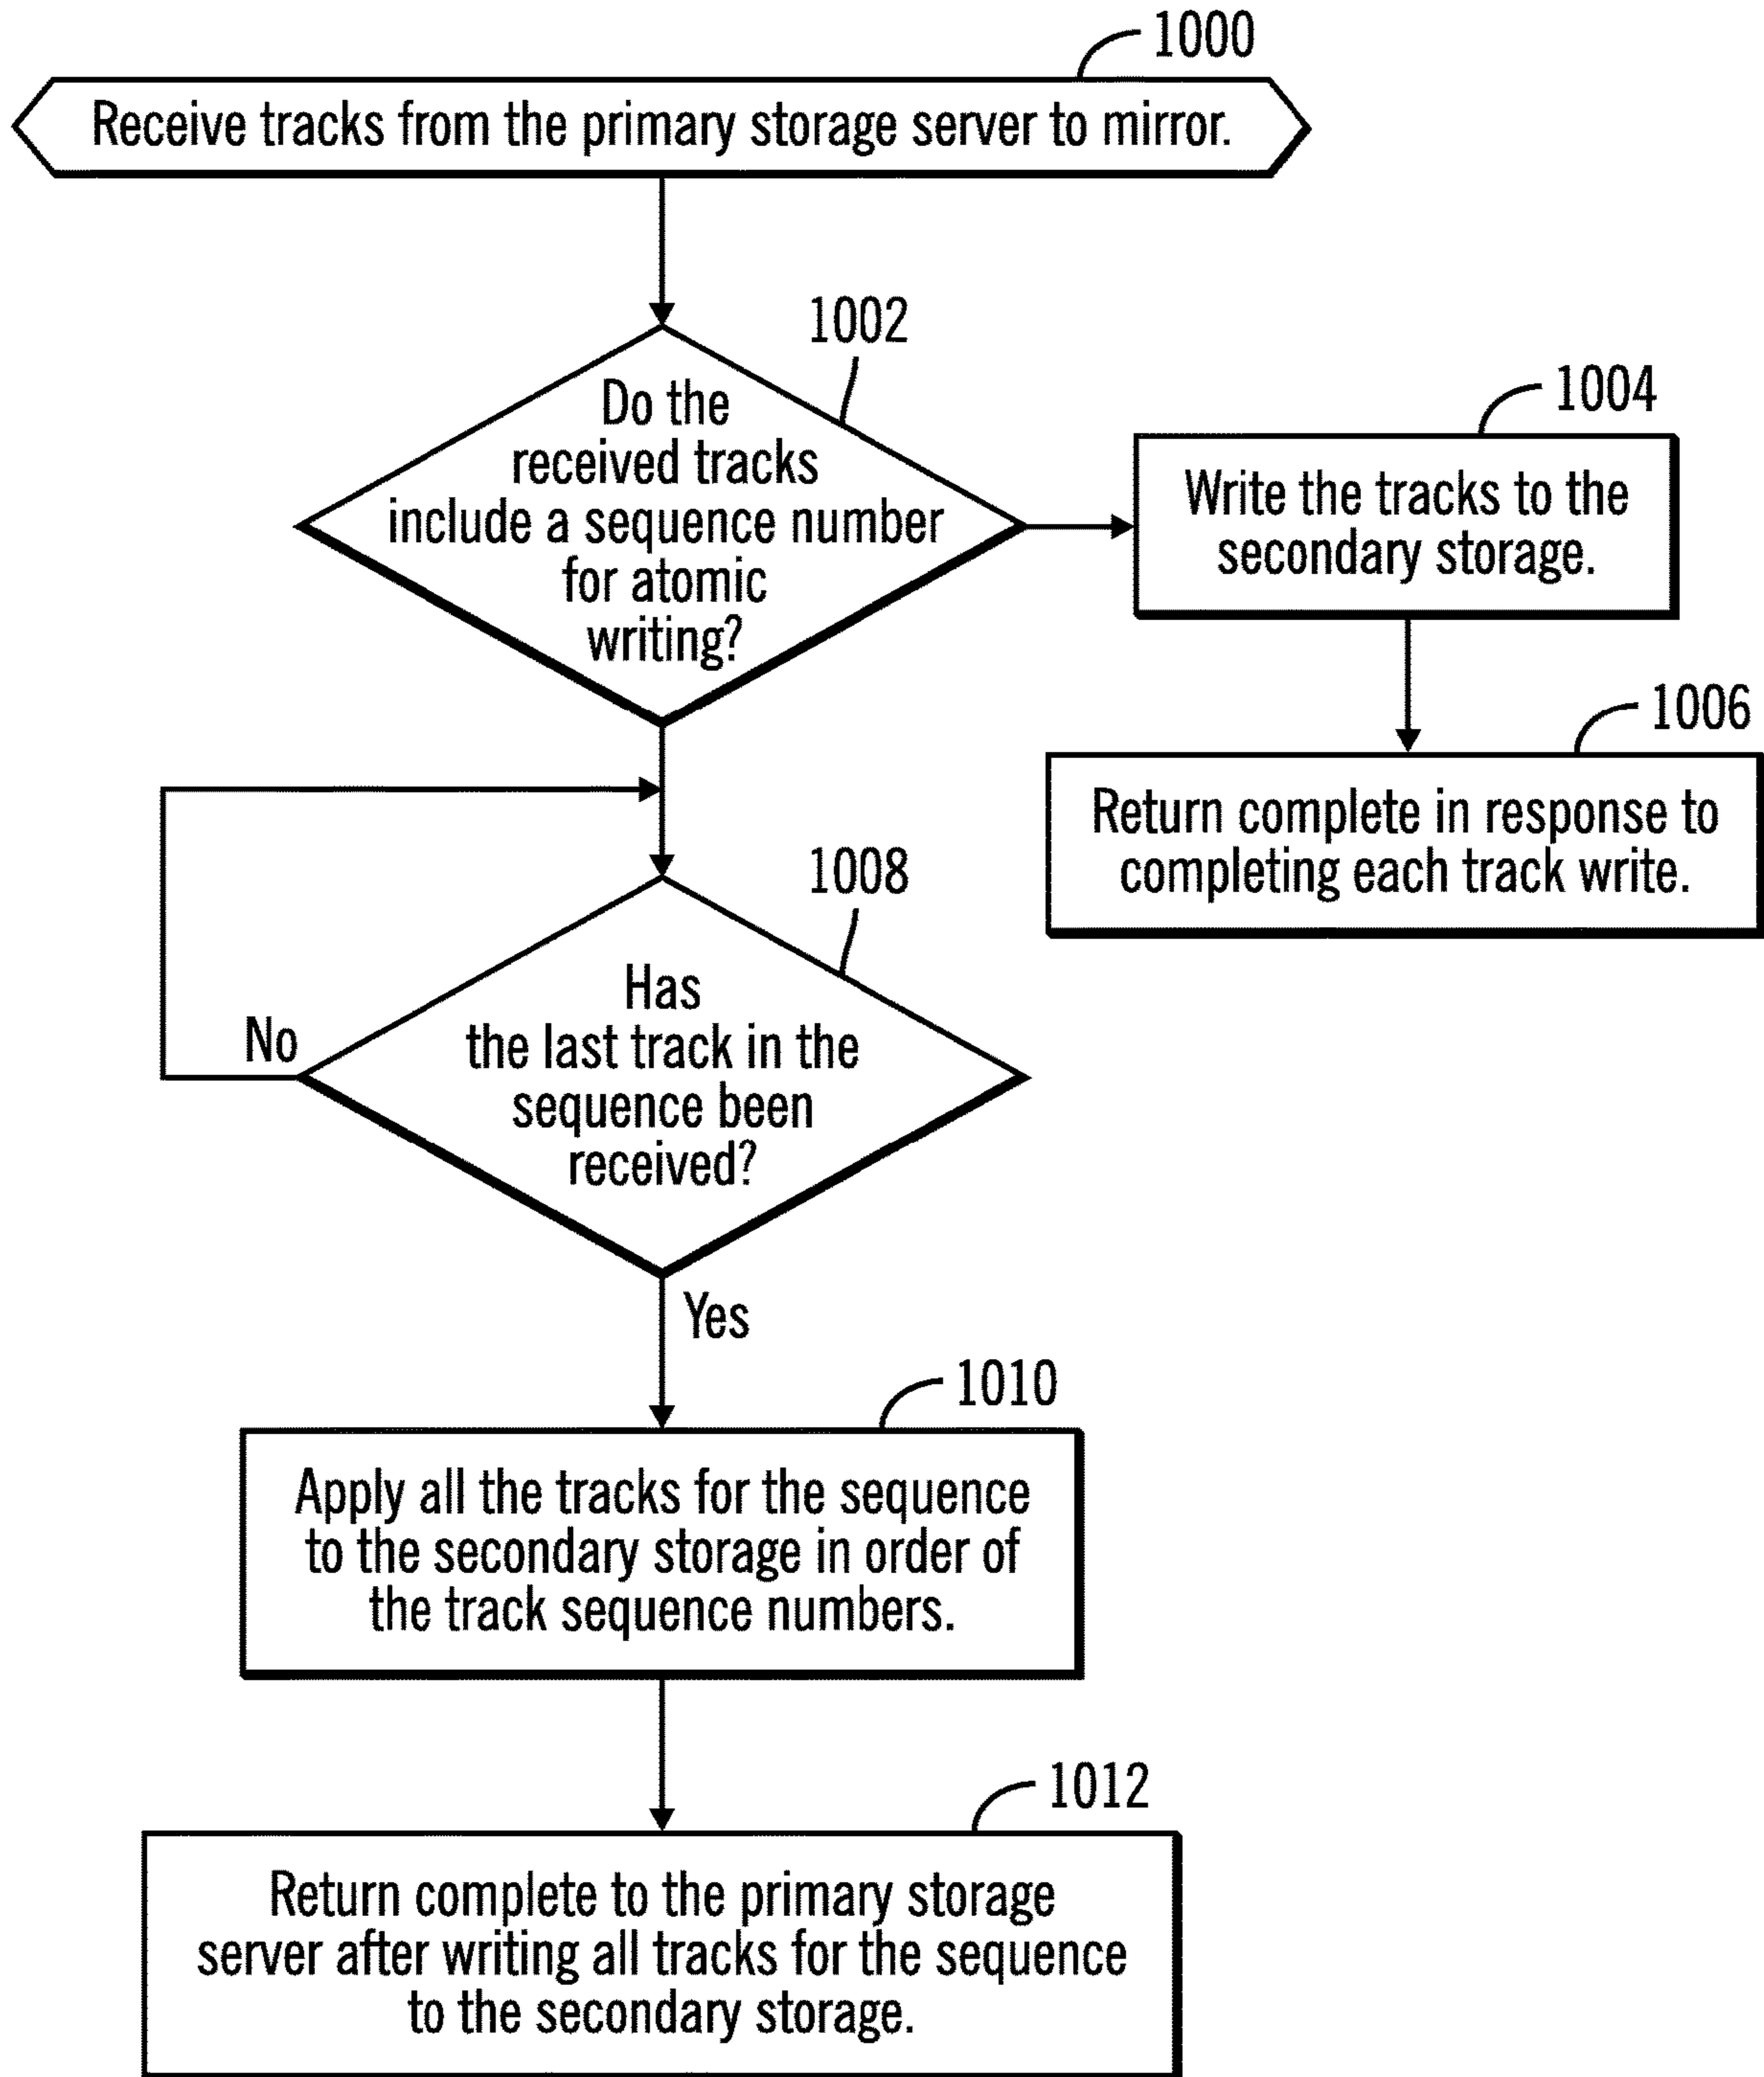 1000
Receive tracks from the primary storage server to mirror.
1002
Do the
received tracks
include a sequence number
for atomic
writing?
1004
Write the tracks to the
secondary storage.
1006
Return complete in response to
completing each track write.
1008
Has
the last track in the
sequence been
received?
No
Yes
1010
Apply all the tracks for the sequence
to the secondary storage in order of
the track sequence numbers.
1012
Return complete to the primary storage
server after writing all tracks for the sequence
to the secondary storage.